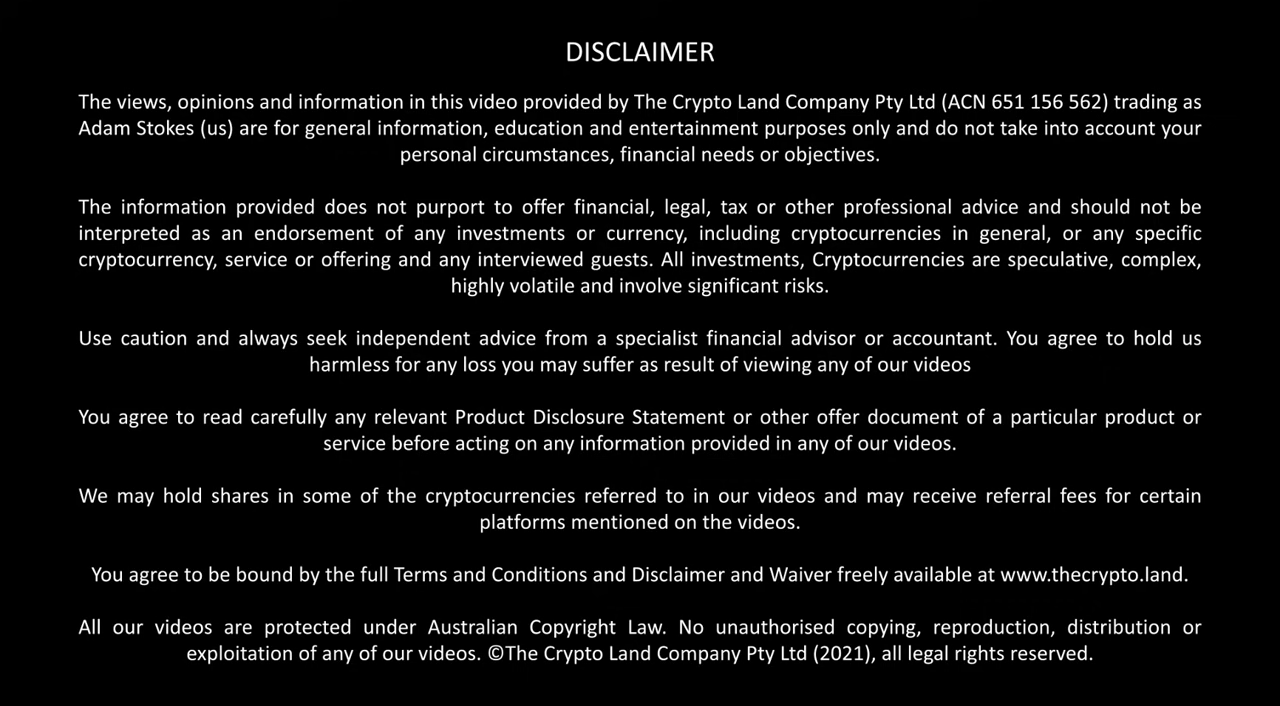 DISCLAIMER
The views, opinions and information in this video provided by The Crypto Land Company Pty Ltd (ACN 651 156 562) trading as
Adam Stokes (us) are for general information, education and entertainment purposes only and do not take into account your
personal circumstances, financial needs or objectives.
The information provided does not purport to offer financial, legal, tax or other professional advice and should not be
interpreted as an endorsement of any investments or currency, including cryptocurrencies in general, or any specific
cryptocurrency, service or offering and any interviewed guests. All investments, Cryptocurrencies are speculative, complex,
highly volatile and involve significant risks.
Use caution and always seek independent advice from a specialist financial advisor or accountant. You agree to hold us
harmless for any loss you may suffer as result of viewing any of our videos
You agree to read carefully any relevant Product Disclosure Statement or other offer document of a particular product or
service before acting on any information provided in any of our videos.
We may hold shares in some of the cryptocurrencies referred to in our videos and may receive referral fees for certain
platforms mentioned on the videos.
You agree to be bound by the full Terms and Conditions and Disclaimer and Waiver freely available at www.thecrypto.land.
All our videos are protected under Australian Copyright Law. No unauthorised copying, reproduction, distribution or
exploitation of any of our videos. ©The Crypto Land Company Pty Ltd (2021), all legal rights reserved.